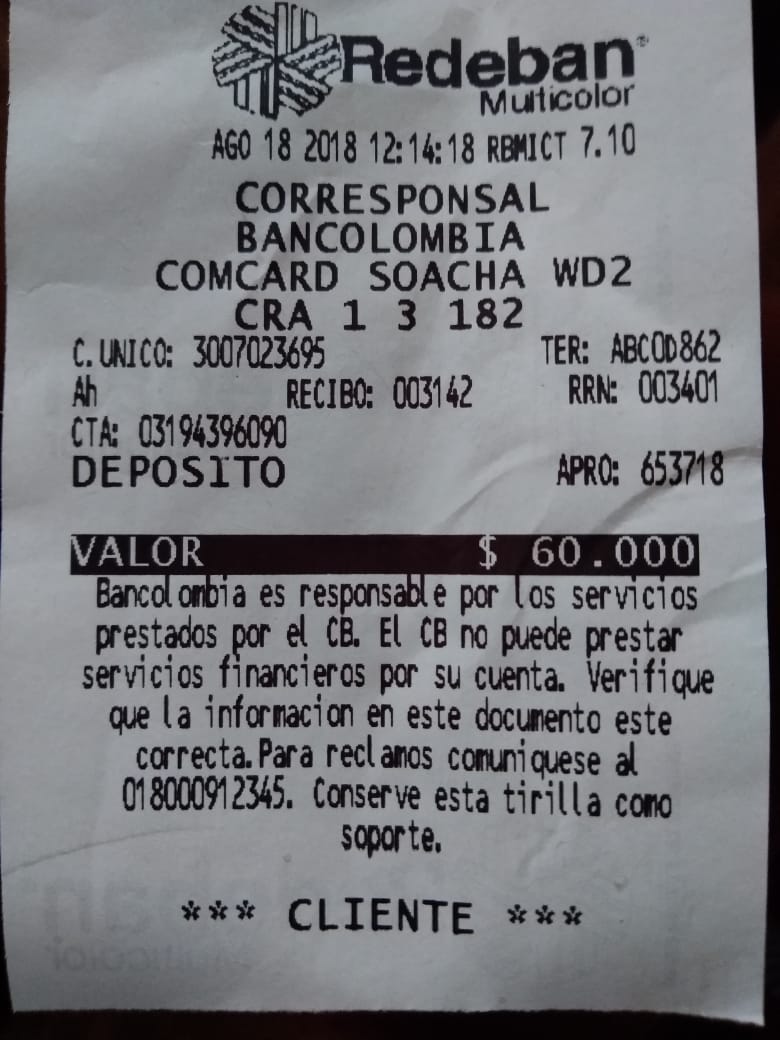 Redeban®
Multicolor
AGO 18 2018 12:14:18 RBMICT 7.10
CORRESPONSAL
BANCOLOMBIA
COMCARD SOACHA WD2
CRA 1 3 182
C. UNICO: 3007023695 TER: ABCOD862
Ah RECIBO: 003142 RRN: 003401
CTA: 03194396090
DEPOSITO APRO: 653718
VALOR $ 60.000
Bancolombia es responsable por los servicios
prestados por el CB. El CB no puede prestar
servicios financieros por su cuenta. Verifique
que la informacion en este documento este
correcta.Para reclamos comuniquese al
018000912345. Conserve esta tirilla como
soporte.
*** CLIENTE ***